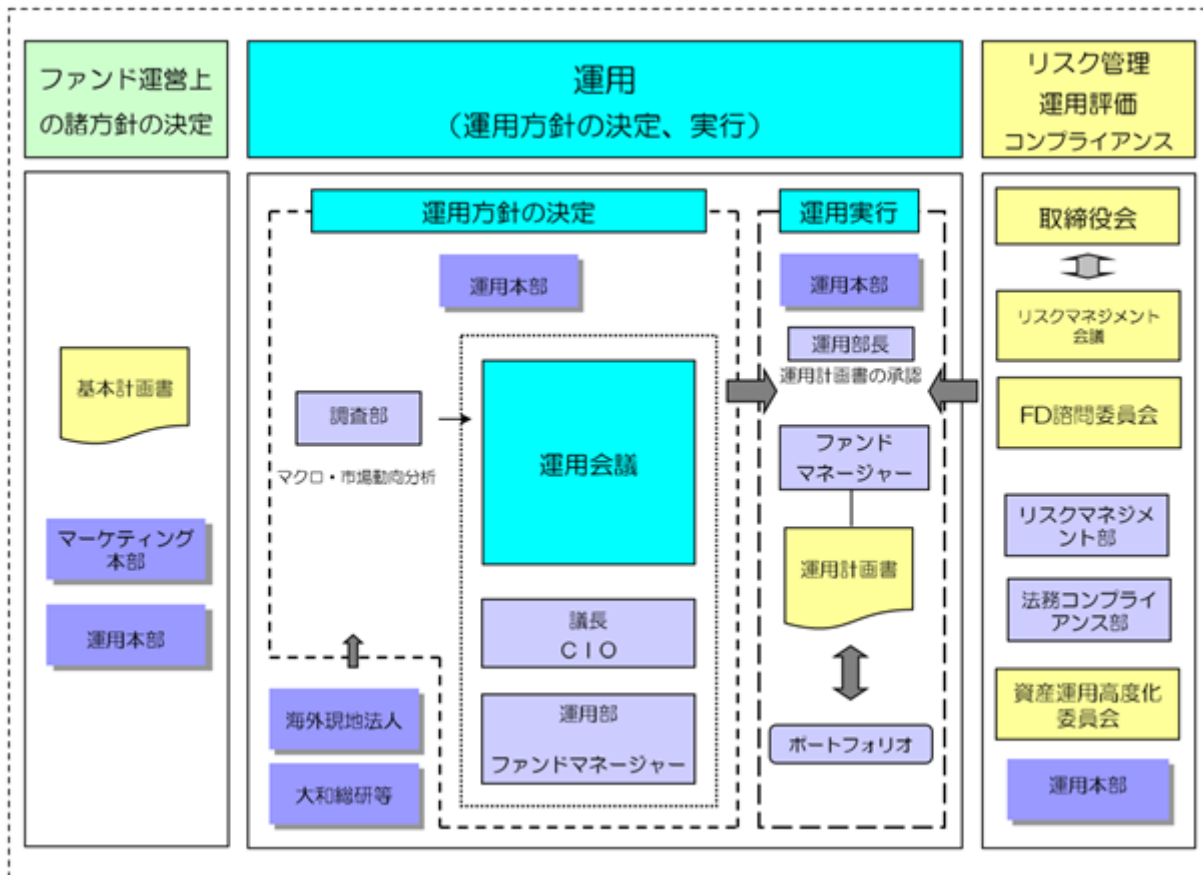 ファンド運営上
の諸方針の決定
基本計画書
マーケティング
本部
運用本部
運用
（運用方針の決定、実行）
運用方針の決定
運用本部
調査部
マクロ・市場動向分析
運用会議
議長
ＣＩＯ
運用部
ファンドマネージャー
海外現地法人
大和総研等
運用実行
運用本部
運用部長
運用計画書の承認
ファンド
マネージャー
運用計画書
ポートフォリオ
リスク管理
運用評価
コンプライアンス
取締役会
リスクマネジメント
会議
FD諮問委員会
リスクマネジメ
ント部
法務コンプライ
アンス部
資産運用高度化
委員会
運用本部